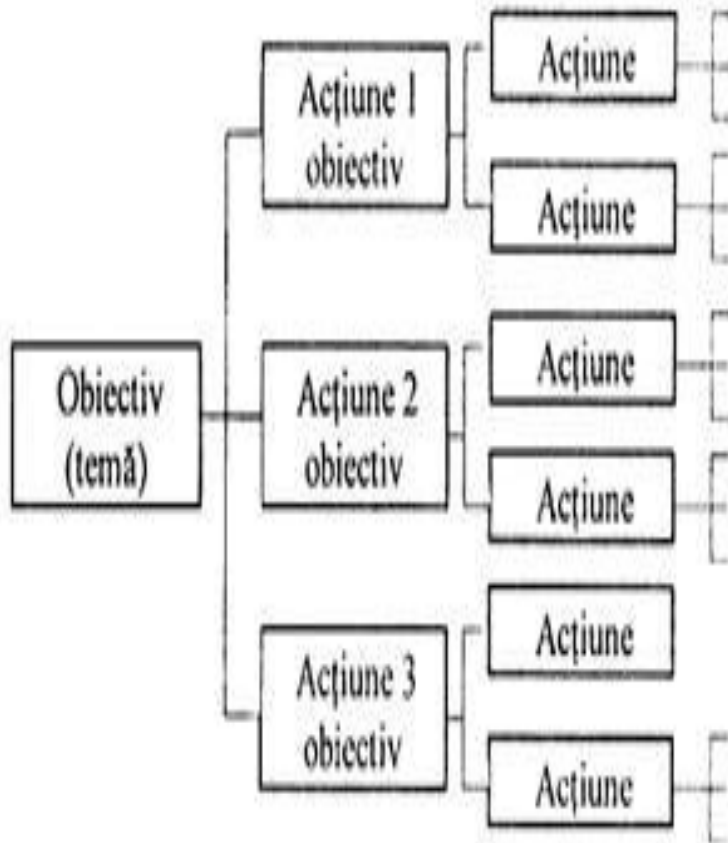 Obiectiv
(temă)
Acțiune 1
obiectiv
Acțiune
Acțiune
Acțiune 2
obiectiv
Acțiune
Acțiune
Acțiune 3
obiectiv
Acțiune
Acțiune